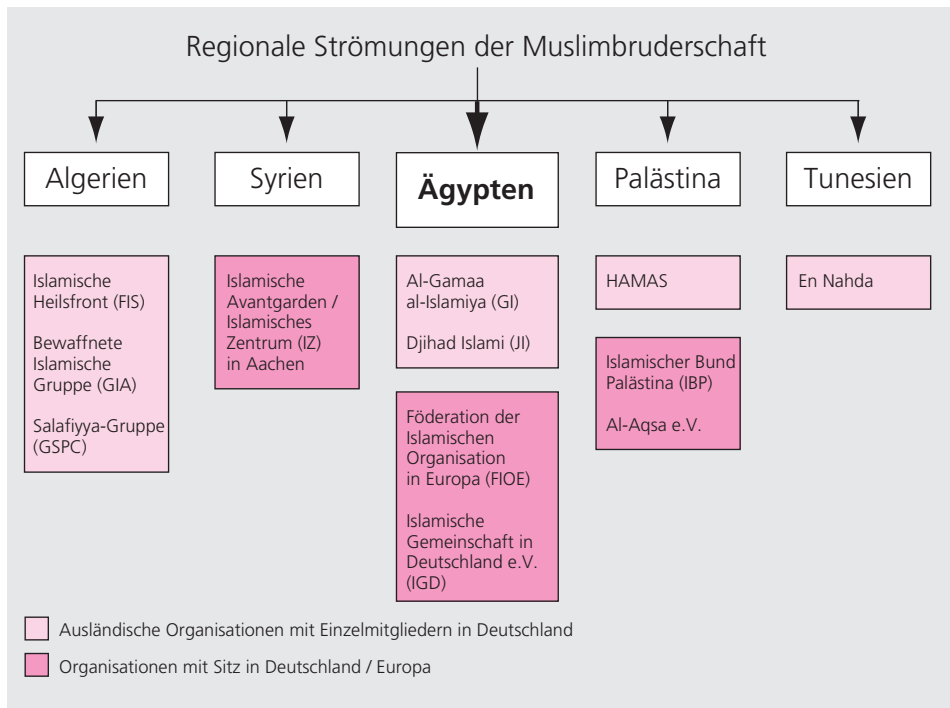 Regionale Strömungen der Muslimbruderschaft
Algerien
Syrien
Ägypten
Palästina
Tunesien
Islamische
Heilsfront (FIS)
Bewaffnete
Islamische
Gruppe (GIA)
Salafiyya-Gruppe
(GSPC)
Islamische
Avantgarden /
Islamisches
Zentrum (IZ)
in Aachen
Al-Gamaa
al-Islamiya (GI)
Djihad Islami (JI)
Föderation der
Islamischen
Organisation
in Europa (FIOE)
Islamische
Gemeinschaft in
Deutschland e.V.
(IGD)
HAMAS
Islamischer Bund
Palästina (IBP)
Al-Aqsa e.V.
En Nahda
Ausländische Organisationen mit Einzelmitgliedern in Deutschland
Organisationen mit Sitz in Deutschland / Europa